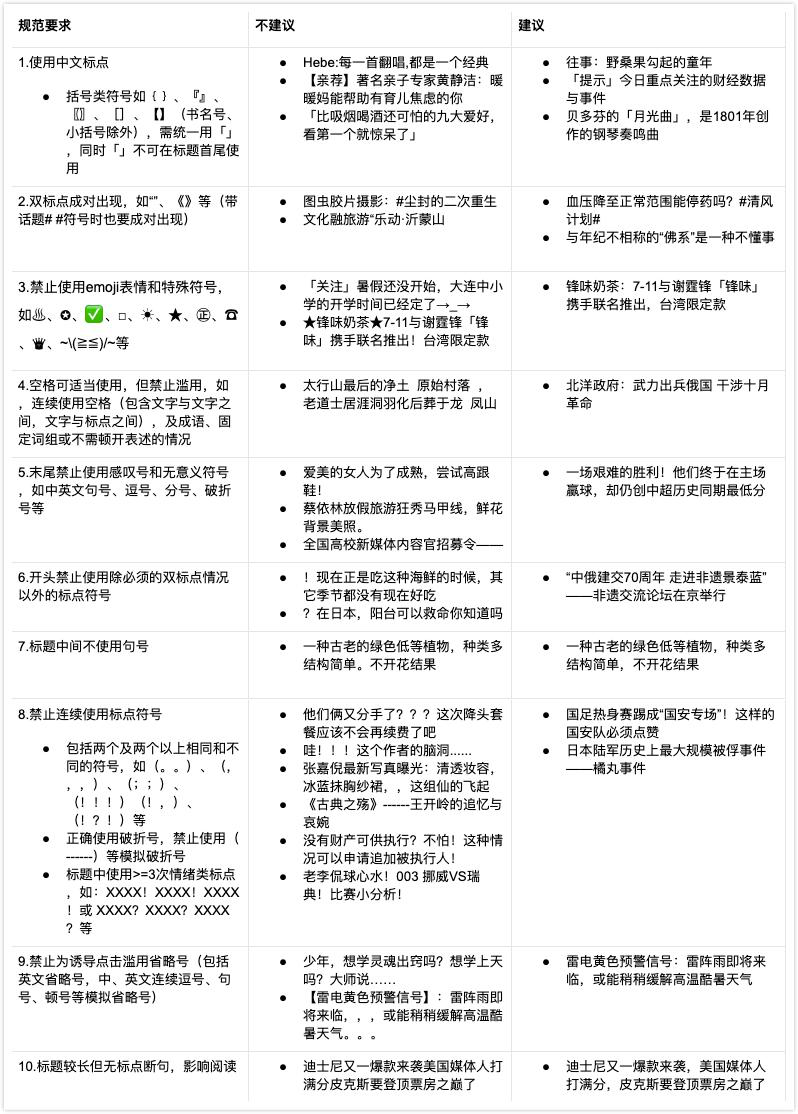 规范要求
不建议
建议
1.使用中文标点
● 括号类符号如｛ ｝、『』、
〖〗、［］、【】（书名号、
小括号除外），需统一用「」
，同时「」不可在标题首尾使
用
● Hebe:每一首翻唱,都是一个经典
● 【亲荐】著名亲子专家黄静洁：暖
暖妈能帮助有育儿焦虑的你
● 「比吸烟喝酒还可怕的九大爱好，
看第一个就惊呆了」
● 往事：野桑果勾起的童年
● 「提示」今日重点关注的财经数据
与事件
● 贝多芬的「月光曲」，是1801年创
作的钢琴奏鸣曲
2.双标点成对出现，如“”、《》等（带
话题# #符号时也要成对出现）
● 图虫胶片摄影：#尘封的二次重生
● 文化融旅游“乐动·沂蒙山
● 血压降至正常范围能停药吗？#清风
计划#
● 与年纪不相称的“佛系”是一种不懂事
3.禁止使用emoji表情和特殊符号，
如♨、✪、✅、□、☀、★、㊣、☎
、♛、~\(≧≦)/~等
● 「关注」暑假还没开始，大连中小
学的开学时间已经定了→_→
● ★锋味奶茶★7-11与谢霆锋「锋
味」携手联名推出！台湾限定款
● 锋味奶茶：7-11与谢霆锋「锋味」
携手联名推出，台湾限定款
4.空格可适当使用，但禁止滥用，如
，连续使用空格（包含文字与文字之
间，文字与标点之间），及成语、固
定词组或不需顿开表述的情况
● 太行山最后的净土  原始村落  ，
老道士居涯洞羽化后葬于龙  凤山
● 北洋政府：武力出兵俄国 干涉十月
革命
5.末尾禁止使用感叹号和无意义符号
，如中英文句号、逗号、分号、破折
号等
● 爱美的女人为了成熟，尝试高跟
鞋！
● 蔡依林放假旅游狂秀马甲线，鲜花
背景美照。
● 全国高校新媒体内容官招募令——
● 一场艰难的胜利！他们终于在主场
赢球，却仍创中超历史同期最低分
6.开头禁止使用除必须的双标点情况
以外的标点符号
● ！现在正是吃这种海鲜的时候，其
它季节都没有现在好吃
● ？在日本，阳台可以救命你知道吗
● “中俄建交70周年 走进非遗景泰蓝”
——非遗交流论坛在京举行
7.标题中间不使用句号
● 一种古老的绿色低等植物，种类多
结构简单。不开花结果
● 一种古老的绿色低等植物，种类多
结构简单，不开花结果
8.禁止连续使用标点符号
● 包括两个及两个以上相同和不
同的符号，如（。。）、（，
，，）、（；；）、
（！！！）（！，）、
（！？！）等
● 正确使用破折号，禁止使用（
------）等模拟破折号
● 标题中使用>=3次情绪类标点
，如：XXXX！XXXX！XXXX
！或 XXXX？XXXX？XXXX
？等
● 他们俩又分手了？？？这次降头套
餐应该不会再续费了吧
● 哇！！！这个作者的脑洞......
● 张嘉倪最新写真曝光：清透妆容，
冰蓝抹胸纱裙，，这组仙的飞起
● 《古典之殇》------王开岭的追忆与
哀婉
● 没有财产可供执行？不怕！这种情
况可以申请追加被执行人！
● 老李侃球心水！003 挪威VS瑞
典！比赛小分析！
● 国足热身赛踢成“国安专场”！这样的
国安队必须点赞
● 日本陆军历史上最大规模被俘事件
——橘丸事件
9.禁止为诱导点击滥用省略号（包括
英文省略号，中、英文连续逗号、句
号、顿号等模拟省略号）
● 少年，想学灵魂出窍吗？想学上天
吗？大师说……
● 【雷电黄色预警信号】：雷阵雨即
将来临，，，或能稍稍缓解高温酷
暑天气。。。
● 雷电黄色预警信号：雷阵雨即将来
临，或能稍稍缓解高温酷暑天气
10.标题较长但无标点断句，影响阅读
● 迪士尼又一爆款来袭美国媒体人打
满分皮克斯要登顶票房之巅了
● 迪士尼又一爆款来袭，美国媒体人
打满分，皮克斯要登顶票房之巅了